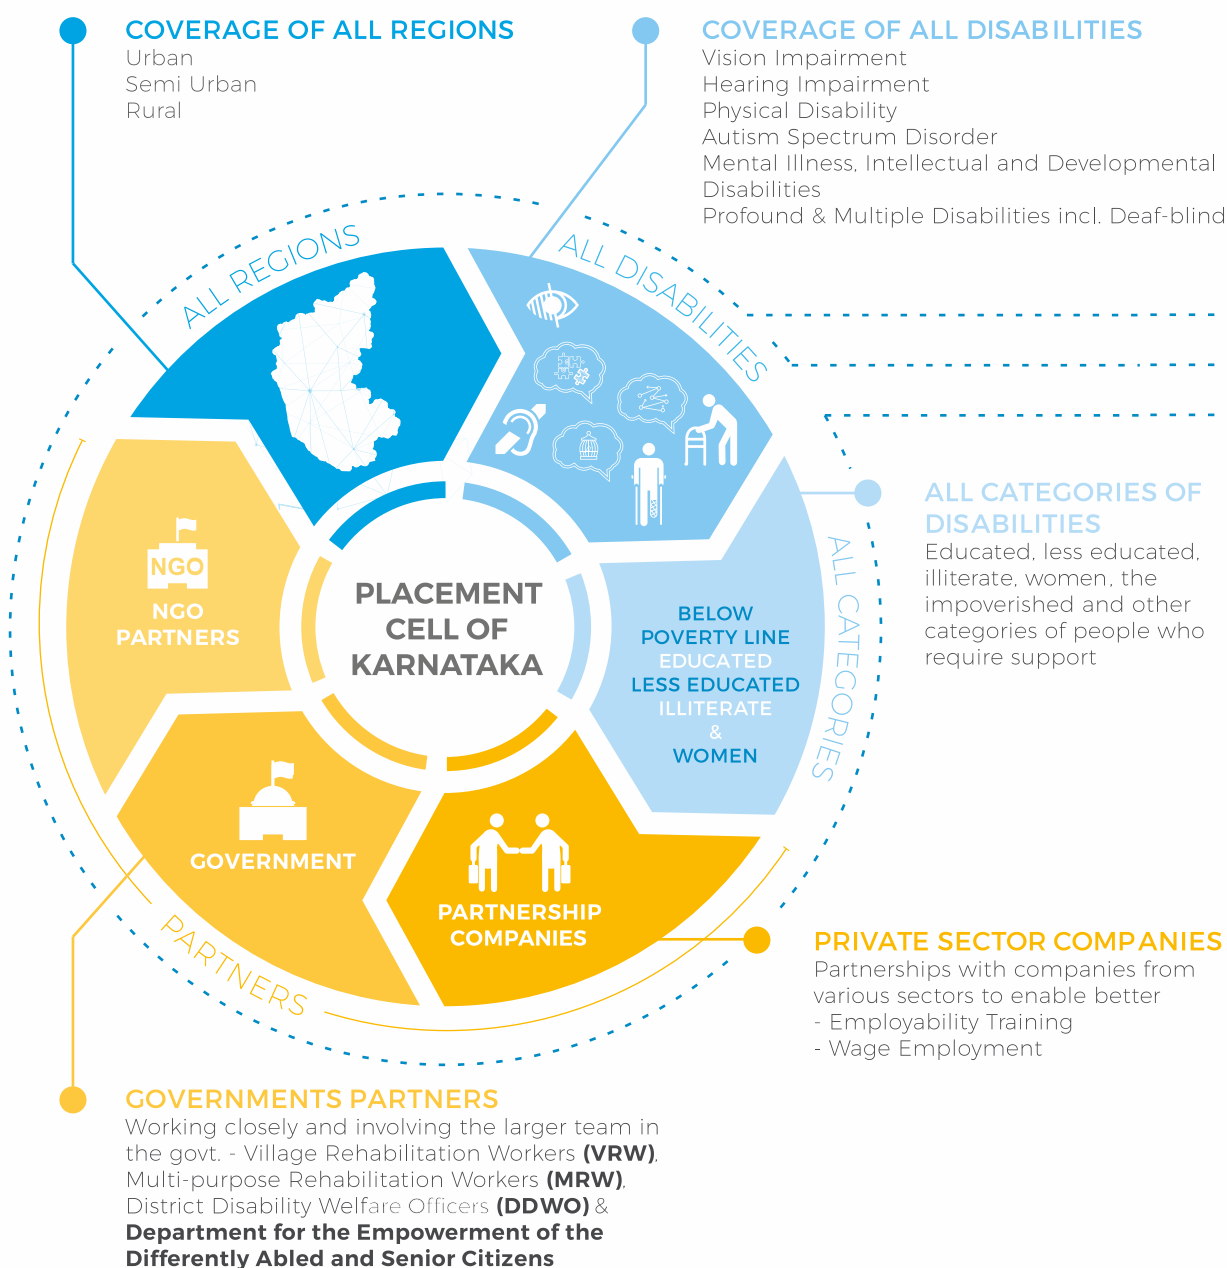 COVERAGE OF ALL REGIONS
Urban
Semi Urban
Rural
COVERAGE OF ALL DISABILITIES
Vision Impairment
Hearing Impairment
Physical Disability
Autism Spectrum Disorder
Mental Illness, Intellectual and Developmental
Disabilities
Profound & Multiple Disabilities incl. Deaf-blind
ALL REGIONS
ALL DISABILITIES
ALL CATEGORIES OF
DISABILITIES
Educated, less educated,
illiterate, women, the
impoverished and other
categories of people who
require support
ALL CATEGORIES
NGO
NGO
PARTNERS
PLACEMENT
CELL OF
KARNATAKA
BELOW
POVERTY LINE
EDUCATED
LESS EDUCATED
ILLITERATE
&
WOMEN
GOVERNMENT
PARTNERSHIP
COMPANIES
PARTNERS
PRIVATE SECTOR COMPANIES
Partnerships with companies from
various sectors to enable better
- Employability Training
- Wage Employment
GOVERNMENTS PARTNERS
Working closely and involving the larger team in
the govt. - Village Rehabilitation Workers (VRW),
Multi-purpose Rehabilitation Workers (MRW),
District Disability Welfare Officers (DDWO) &
Department for the Empowerment of the
Differently Abled and Senior Citizens